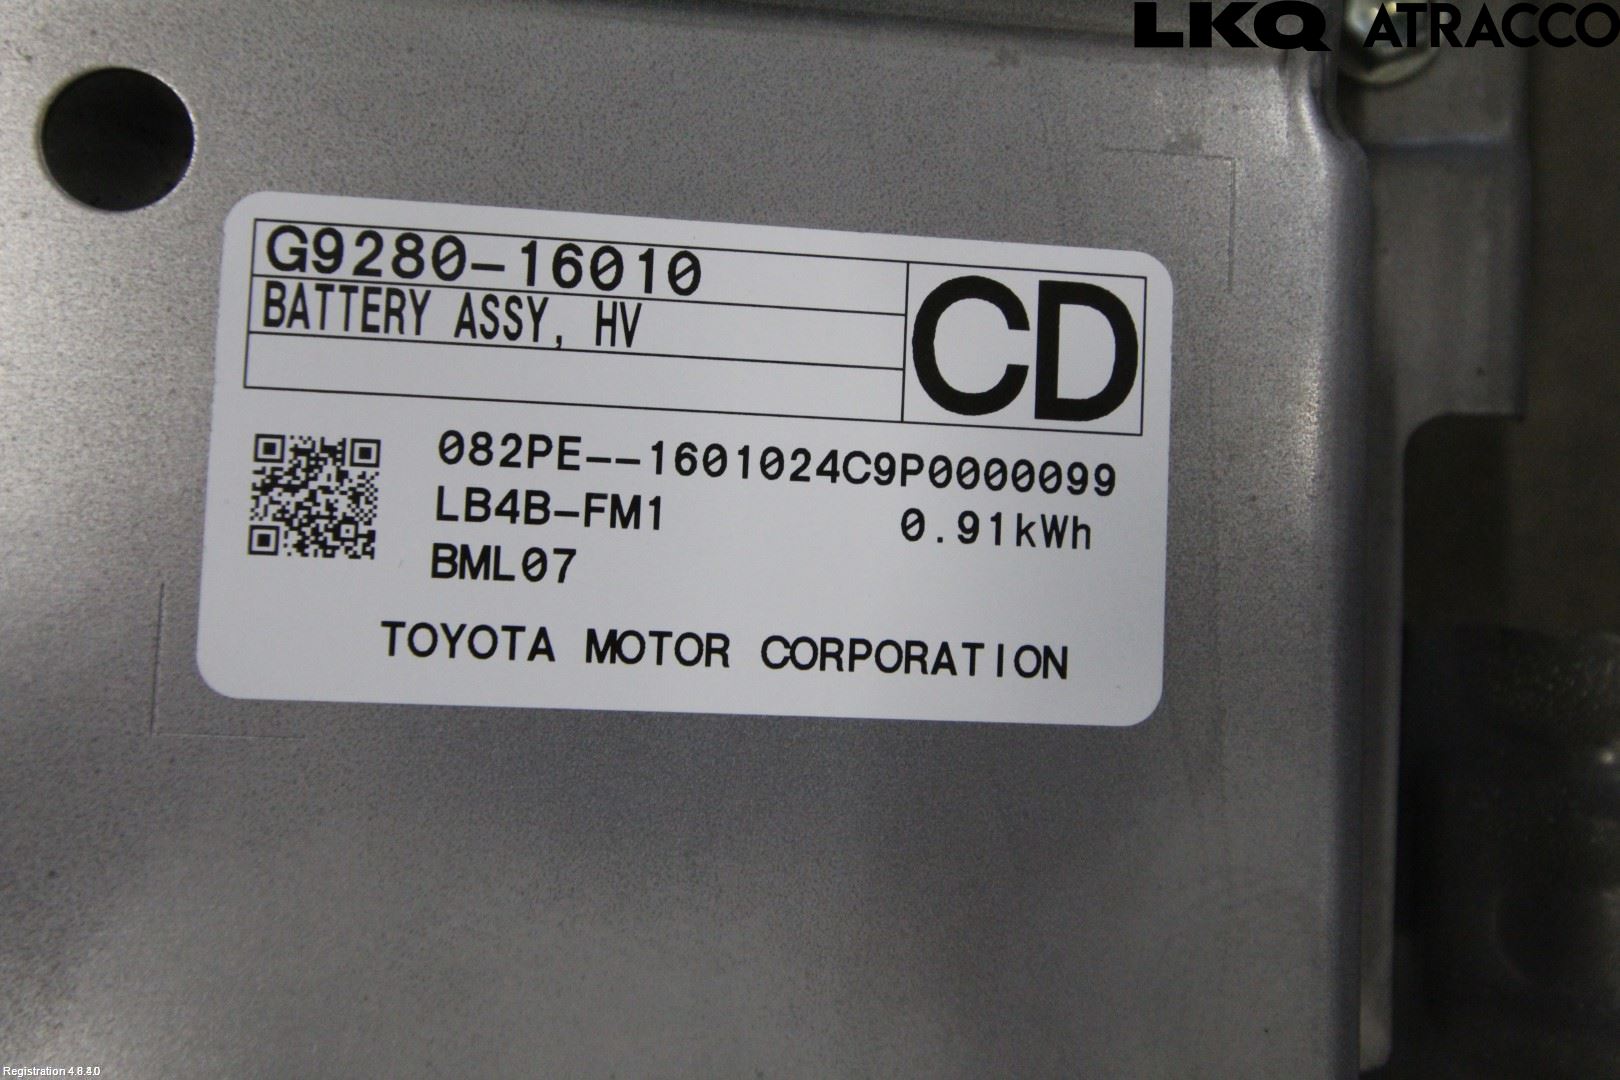 LKQ ATRACCO
G9280-16010
BATTERY ASSY, HV
CD
082PE--1601024C9P0000099
LB4B-FM1
0.91kWh
BML07
TOYOTA MOTOR CORPORATION
Registration 4.8.4.0